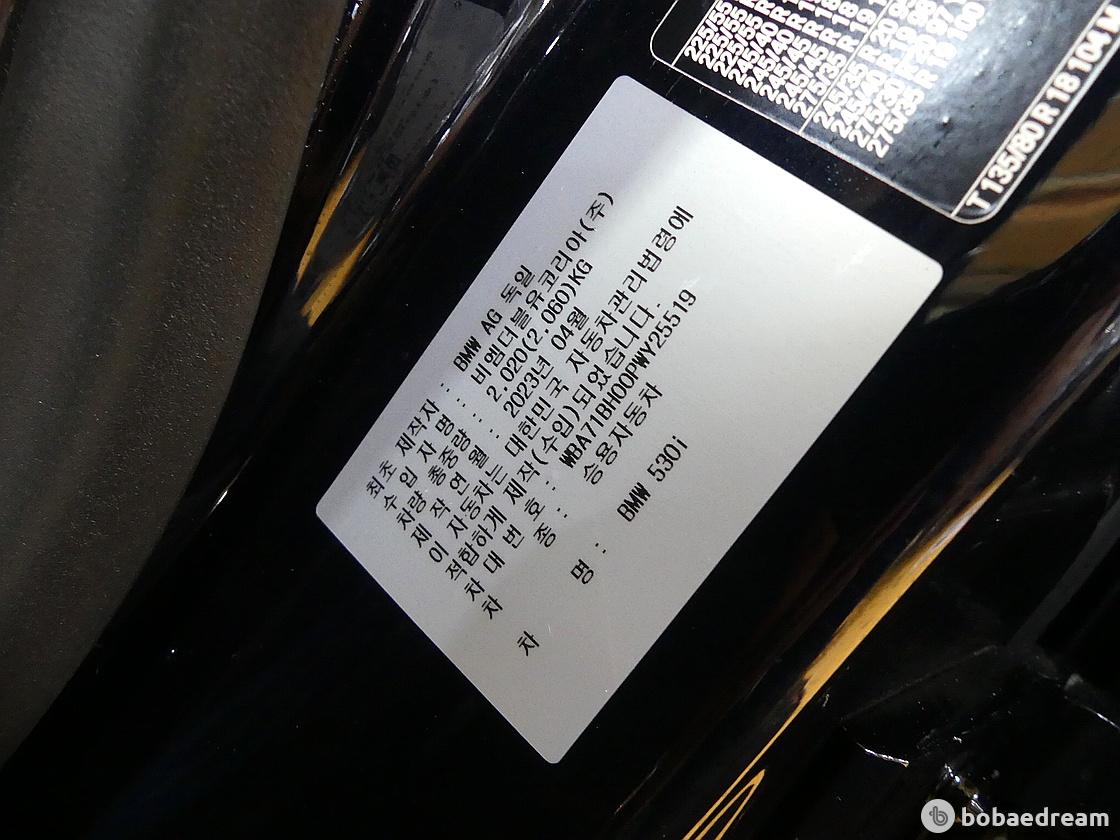 최초 제작자 : BMW AG 독일
수입 자명 : 비엠더블유코리아(주)
차량 총중량 : 2,020(2,060)KG
제 작 연 월 : 2023년 04월
이 자동차는 대한민국 자동차관리법령에
적합하게 제작(수입)되었습니다.
차 대 번 호 : WBA71BH00PWY25519
차 종 : 승용자동차
차 명 : BMW 530i
T 135/80 R 18 104 M
bobaedream